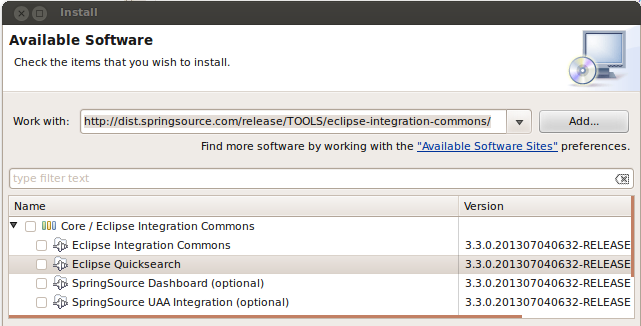 Install
Available Software
Check the items that you wish to install.
Work with: http://dist.springsource.com/release/TOOLS/eclipse-integration-commons/ Add...
Find more software by working with the "Available Software Sites" preferences.
type filter text
Name Version
Core / Eclipse Integration Commons
Eclipse Integration Commons 3.3.0.201307040632-RELEASE
Eclipse Quicksearch 3.3.0.201307040632-RELEASE
SpringSource Dashboard (optional) 3.3.0.201307040632-RELEASE
SpringSource UAA Integration (optional) 3.3.0.201307040632-RELEASE